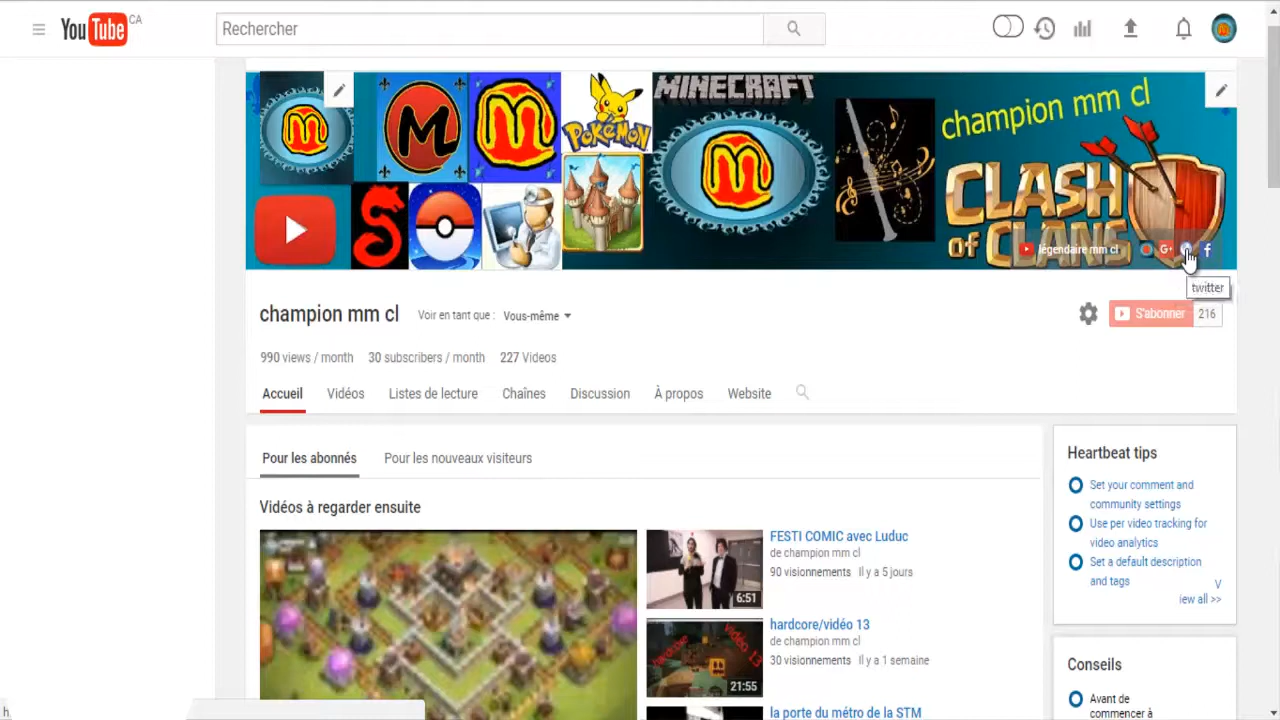 YouTube CA
Rechercher
POKéMON
MINECRAFT
champion mm cl
CLASH
of CLANS
légendaire mm cl
G+
f
twitter
champion mm cl
Voir en tant que : Vous-même
S'abonner 216
990 views / month 30 subscribers / month 227 Videos
Accueil Vidéos Listes de lecture Chaînes Discussion À propos Website
Pour les abonnés Pour les nouveaux visiteurs
Vidéos à regarder ensuite
FESTI COMIC avec Luduc
de champion mm cl
90 visionnements Il y a 5 jours
6:51
hardcore/vidéo 13
de champion mm cl
30 visionnements Il y a 1 semaine
hardcore
vidéo 13
21:55
la porte du métro de la STM
Heartbeat tips
Set your comment and
community settings
Use per video tracking for
video analytics
Set a default description
and tags
V
iew all >>
Conseils
Avant de
commencer à
h